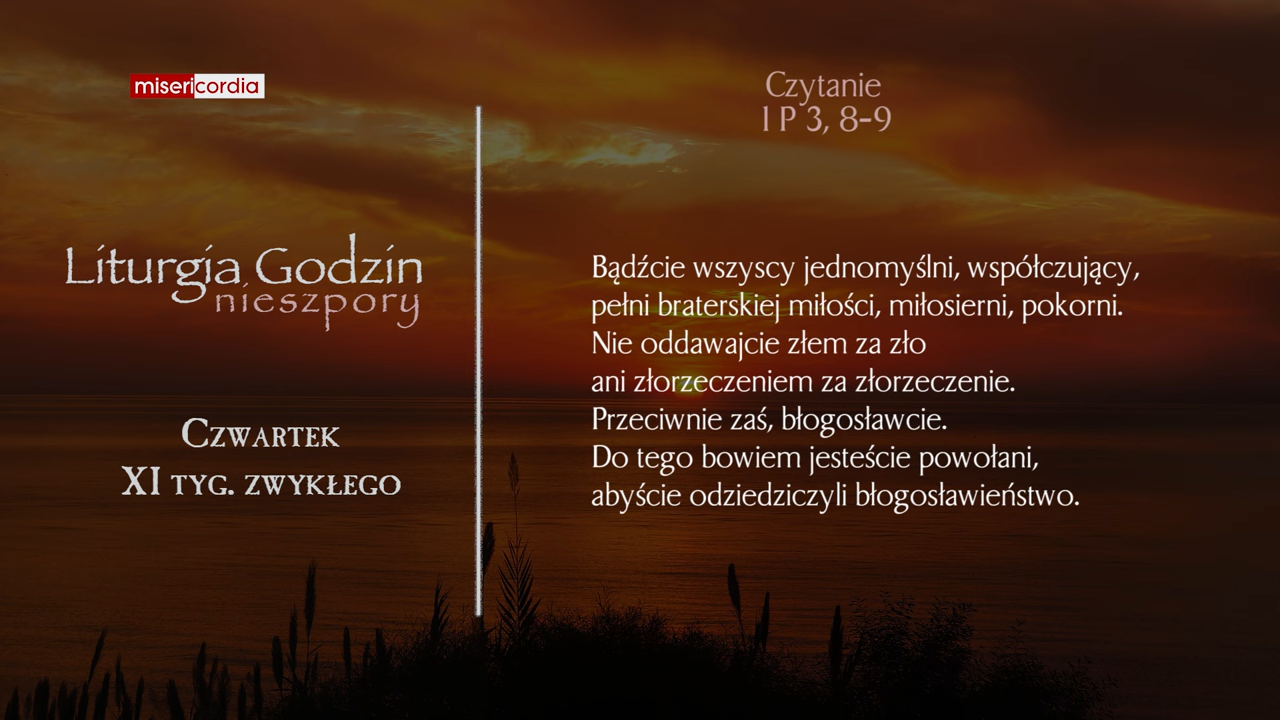 misericordia
Liturgia Godzin
nieszpory
Czwartek
XI tyg. zwykłego
Czytanie
1 P 3, 8-9
Bądźcie wszyscy jednomyślni, współczujący,
pełni braterskiej miłości, miłosierni, pokorni.
Nie oddawajcie złem za zło
ani złorzeczeniem za złorzeczenie.
Przeciwnie zaś, błogosławcie.
Do tego bowiem jesteście powołani,
abyście odziedziczyli błogosławieństwo.